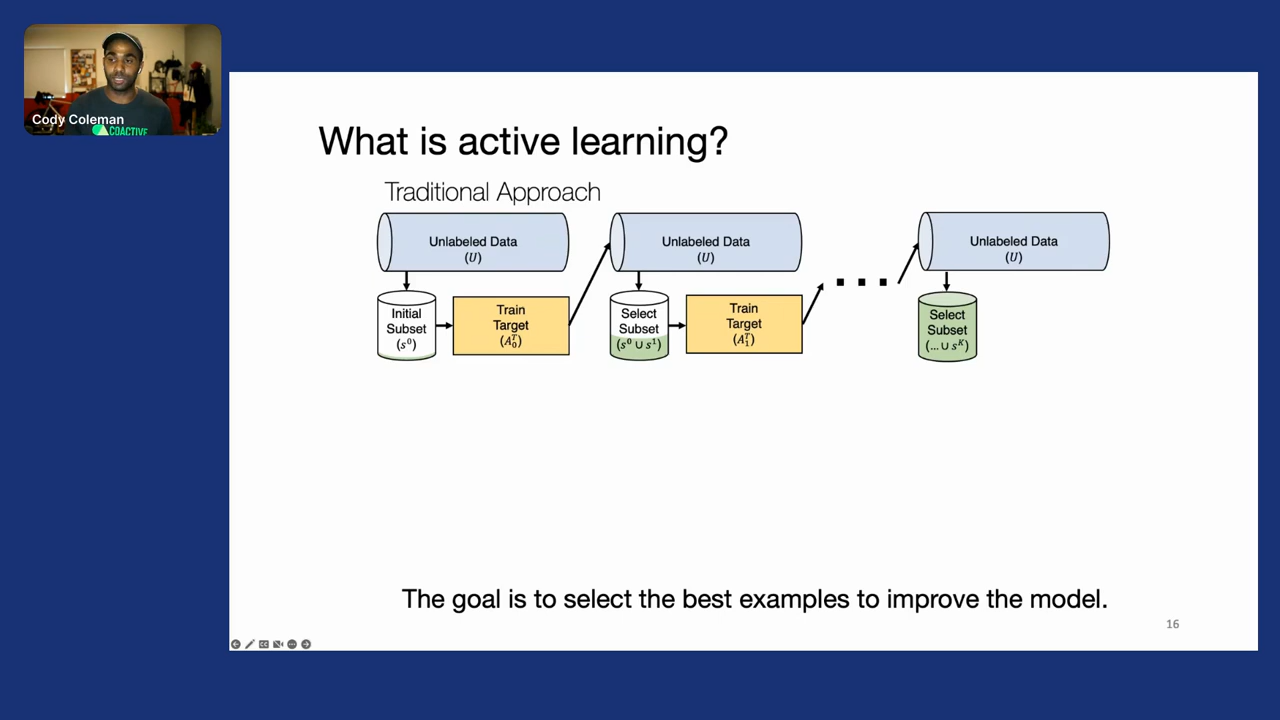 Cody Coleman
COACTIVE
What is active learning?
Traditional Approach
Unlabeled Data
(U)
Unlabeled Data
(U)
Unlabeled Data
(U)
Initial
Subset
(s⁰)
Train
Target
(A₀ᵀ)
Select
Subset
(s⁰ ∪ s¹)
Train
Target
(A₁ᵀ)
...
Select
Subset
(... ∪ sᴷ)
The goal is to select the best examples to improve the model.
16